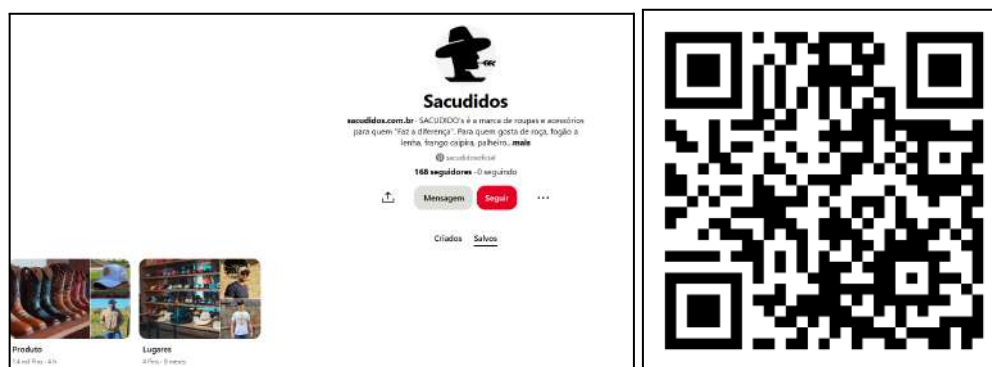 Sacudidos
sacudidos.com.br · SACUDIDO's é a marca de roupas e acessórios
para quem "Faz a diferença". Para quem gosta de roça, fogão a
lenha, frango caipira, palheiro...mais
sacudidosoficial
168 seguidores · 0 seguindo
Mensagem Seguir
Criados Salvos
Produto Lugares